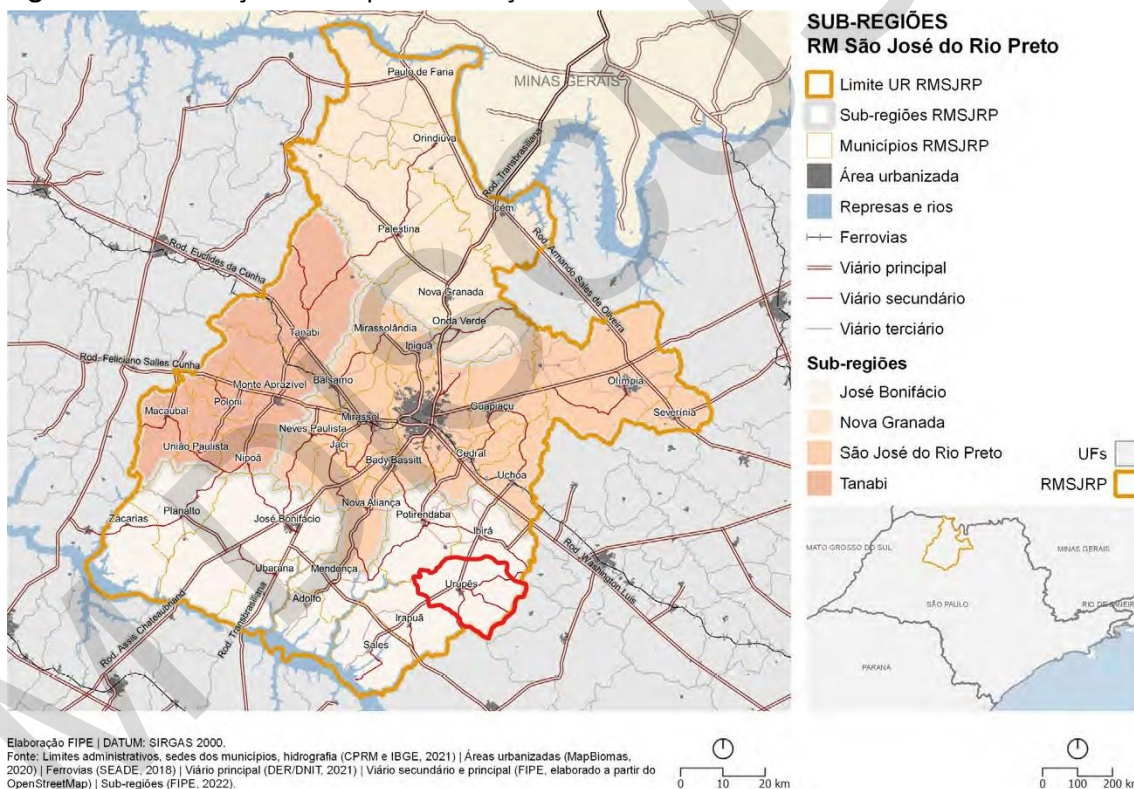 SUB-REGIÕES
RM São José do Rio Preto
Limite UR RMSJRP
Sub-regiões RMSJRP
Municípios RMSJRP
Área urbanizada
Represas e rios
Ferrovias
Viário principal
Viário secundário
Viário terciário
Sub-regiões
José Bonifácio
Nova Granada
São José do Rio Preto
Tanabi
UFs
RMSJRP
Paulo de Faria
MINAS GERAIS
Orindiúva
Rod. Transbrasiliana
Icém
Palestina
Rod. Euclides da Cunha
Rod. Armando Sales de Oliveira
Nova Granada
Onda Verde
Mirassolândia
Tanabi
Ipiguá
Rod. Feliciano Salles Cunha
Monte Aprazível
Bálsamo
Olímpia
Macaubal
Poloni
Guapiaçu
Severínia
Mirassol
Neves Paulista
União Paulista
Jaci
Nipoã
Bady Bassitt
Cedral
Uchoa
Nova Aliança
Zacarias
Planalto
José Bonifácio
Potirendaba
Ibirá
Rod. Washington Luís
Ubarana
Mendonça
Urupês
Adolfo
Irapuã
Rod. Assis Chateaubriand
Rod. Transbrasiliana
Sales
MATO GROSSO DO SUL
MINAS GERAIS
SÃO PAULO
RIO DE JANEIR
PARANÁ
Elaboração FIPE | DATUM: SIRGAS 2000.
Fonte: Limites administrativos, sedes dos municípios, hidrografia (CPRM e IBGE, 2021) | Áreas urbanizadas (MapBiomas,
2020) | Ferrovias (SEADE, 2018) | Viário principal (DER/DNIT, 2021) | Viário secundário e principal (FIPE, elaborado a partir do
OpenStreetMap) | Sub-regiões (FIPE, 2022).
0 10 20 km
0 100 200 km